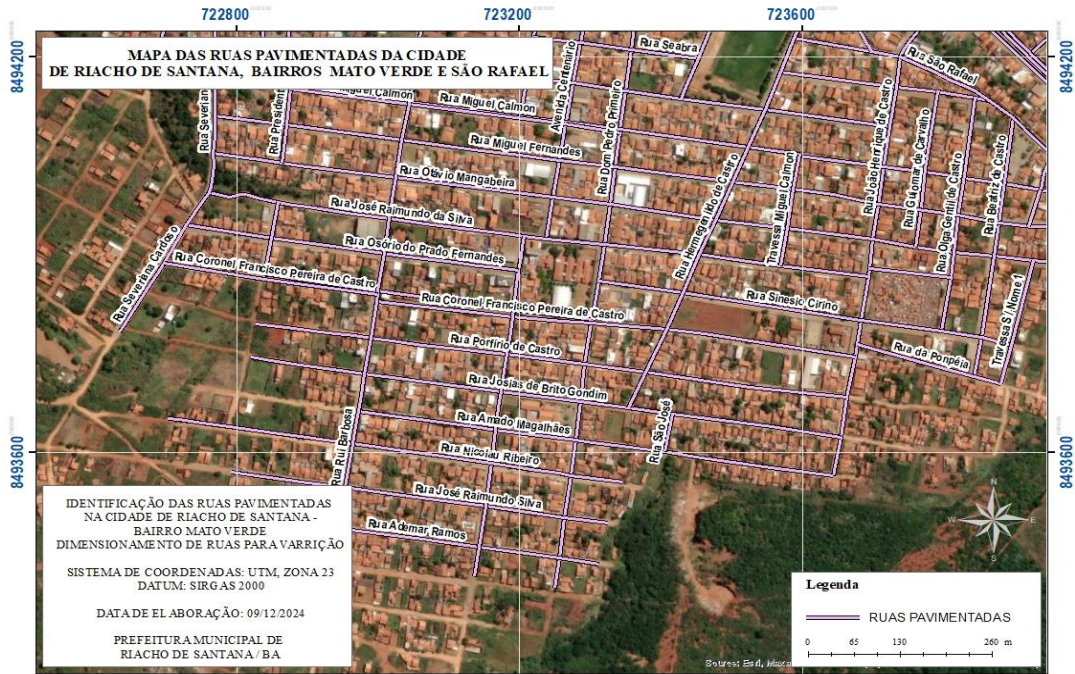 722800
723200
723600
8494200
8494200
MAPA DAS RUAS PAVIMENTADAS DA CIDADE
DE RIACHO DE SANTANA, BAIRROS MATO VERDE E SÃO RAFAEL
Rua Seabra
Avenida Centenário
Rua São Rafael
Rua Severiano
Rua President
Miguel Calmon
Rua Miguel Calmon
Rua Miguel Fernandes
Rua Dom Pedro Primeiro
Rua João Henrique de Castro
Rua Guiomar de Carvalho
Rua Olga Gentil de Castro
Rua Beatriz de Castro
Rua Otávio Mangabeira
Rua Hermeganildo de Castro
Travessa Miguel Calmon
Rua José Raimundo da Silva
Rua Osório do Prado Fernandes
Rua Severiana Cardoso
Rua Coronel Francisco Pereira de Castro
Rua Coronel Francisco Pereira de Castro
Rua Sinesio Cirino
Travessa S/ Nome 1
Rua Porfírio de Castro
Rua da Ponpéia
Rua Josias de Brito Gondim
Rua Amado Magalhães
Rua São José
Rua Rui Barbosa
Rua Nicolau Ribeiro
8493600
8493600
Rua José Raimundo Silva
Rua Ademar Ramos
IDENTIFICAÇÃO DAS RUAS PAVIMENTADAS
NA CIDADE DE RIACHO DE SANTANA -
BAIRRO MATO VERDE
DIMENSIONAMENTO DE RUAS PARA VARRIÇÃO
SISTEMA DE COORDENADAS: UTM, ZONA 23
DATUM: SIRGAS 2000
DATA DE ELABORAÇÃO: 09/12/2024
PREFEITURA MUNICIPAL DE
RIACHO DE SANTANA / BA
N
W E
S
Legenda
RUAS PAVIMENTADAS
0 65 130 260 m
Source: Esri, Maxa